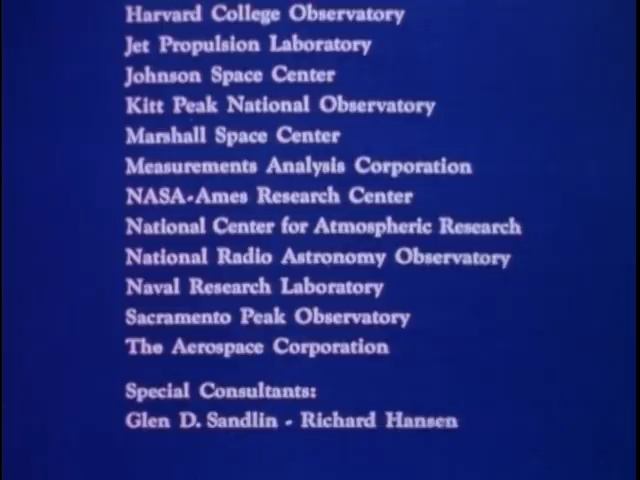 Harvard College Observatory
Jet Propulsion Laboratory
Johnson Space Center
Kitt Peak National Observatory
Marshall Space Center
Measurements Analysis Corporation
NASA-Ames Research Center
National Center for Atmospheric Research
National Radio Astronomy Observatory
Naval Research Laboratory
Sacramento Peak Observatory
The Aerospace Corporation
Special Consultants:
Glen D. Sandlin - Richard Hansen